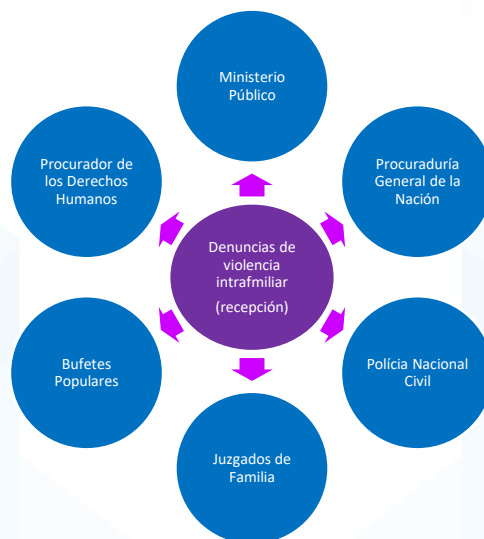 Ministerio
Público
Procurador de
los Derechos
Humanos
Procuraduría
General de la
Nación
Denuncias de
violencia
intrafmiliar
(recepción)
Bufetes
Populares
Polícia Nacional
Civil
Juzgados de
Familia